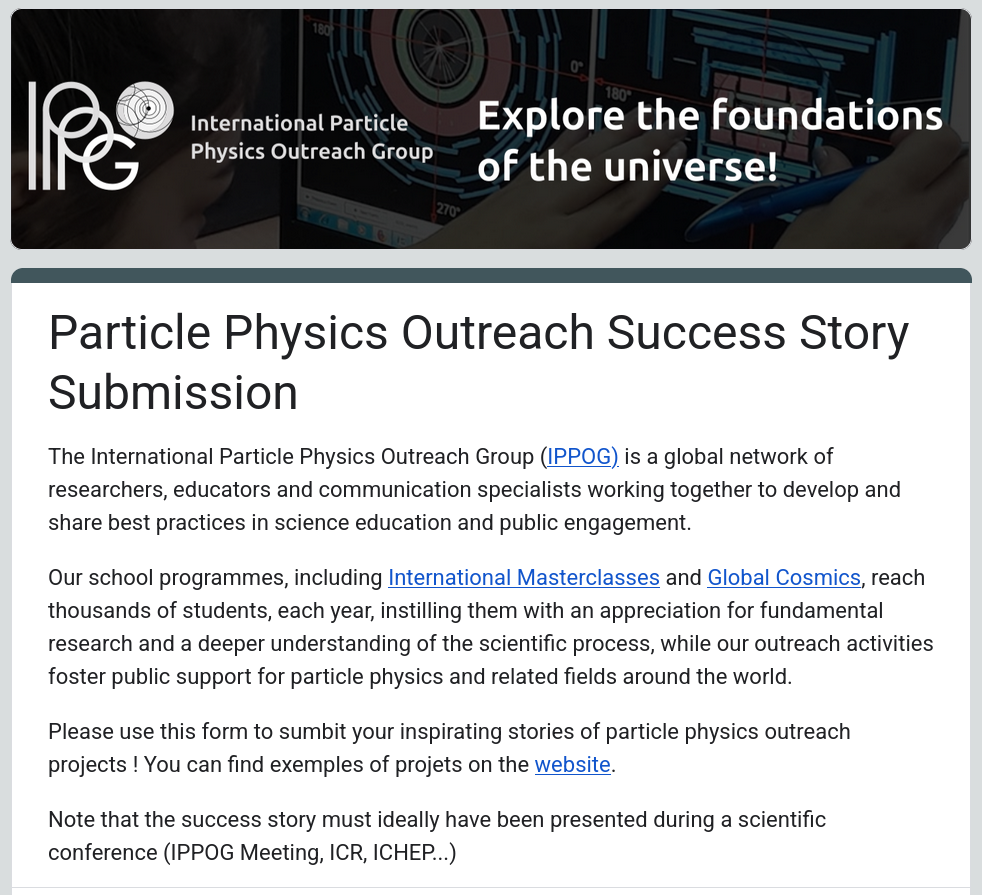 180°
0°
180°
270°
IPPOG
International Particle
Physics Outreach Group
Explore the foundations
of the universe!
Particle Physics Outreach Success Story
Submission
The International Particle Physics Outreach Group (IPPOG) is a global network of
researchers, educators and communication specialists working together to develop and
share best practices in science education and public engagement.
Our school programmes, including International Masterclasses and Global Cosmics, reach
thousands of students, each year, instilling them with an appreciation for fundamental
research and a deeper understanding of the scientific process, while our outreach activities
foster public support for particle physics and related fields around the world.
Please use this form to sumbit your inspirating stories of particle physics outreach
projects ! You can find exemples of projets on the website.
Note that the success story must ideally have been presented during a scientific
conference (IPPOG Meeting, ICR, ICHEP...)